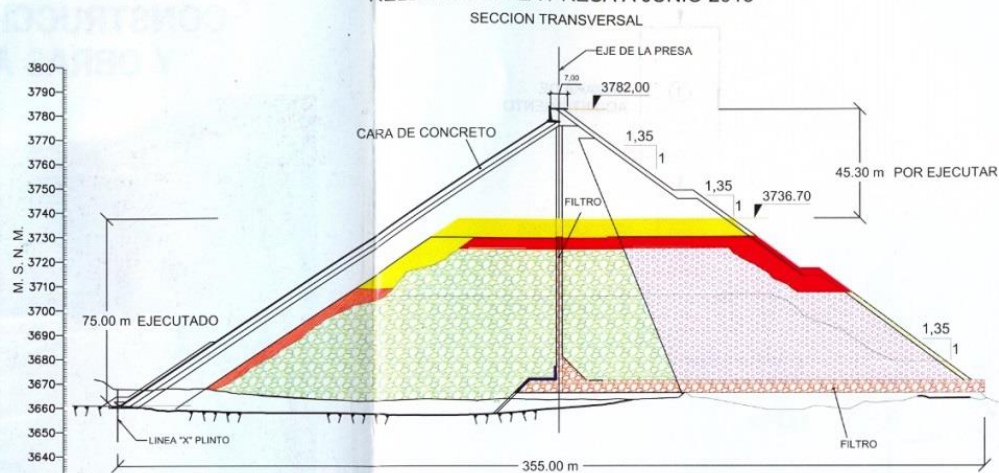 SECCION TRANSVERSAL
EJE DE LA PRESA
7,00
3782,00
CARA DE CONCRETO
1,35
1
45.30 m POR EJECUTAR
1,35
1
3736.70
FILTRO
75.00 m EJECUTADO
1,35
1
M. S. N. M.
3800
3790
3780
3770
3760
3750
3740
3730
3720
3710
3700
3690
3680
3670
3660
3650
3640
LINEA "X" PLINTO
FILTRO
355.00 m